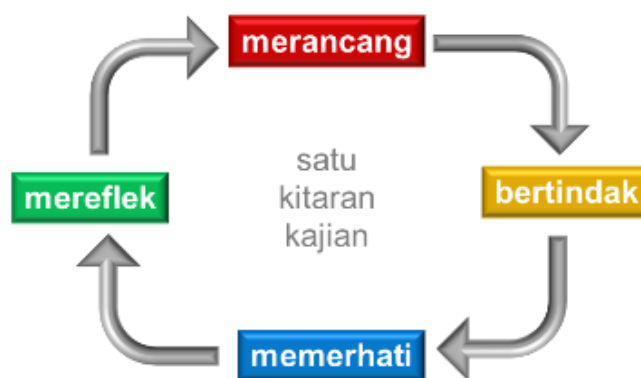 merancang
bertindak
memerhati
mereflek
satu
kitaran
kajian